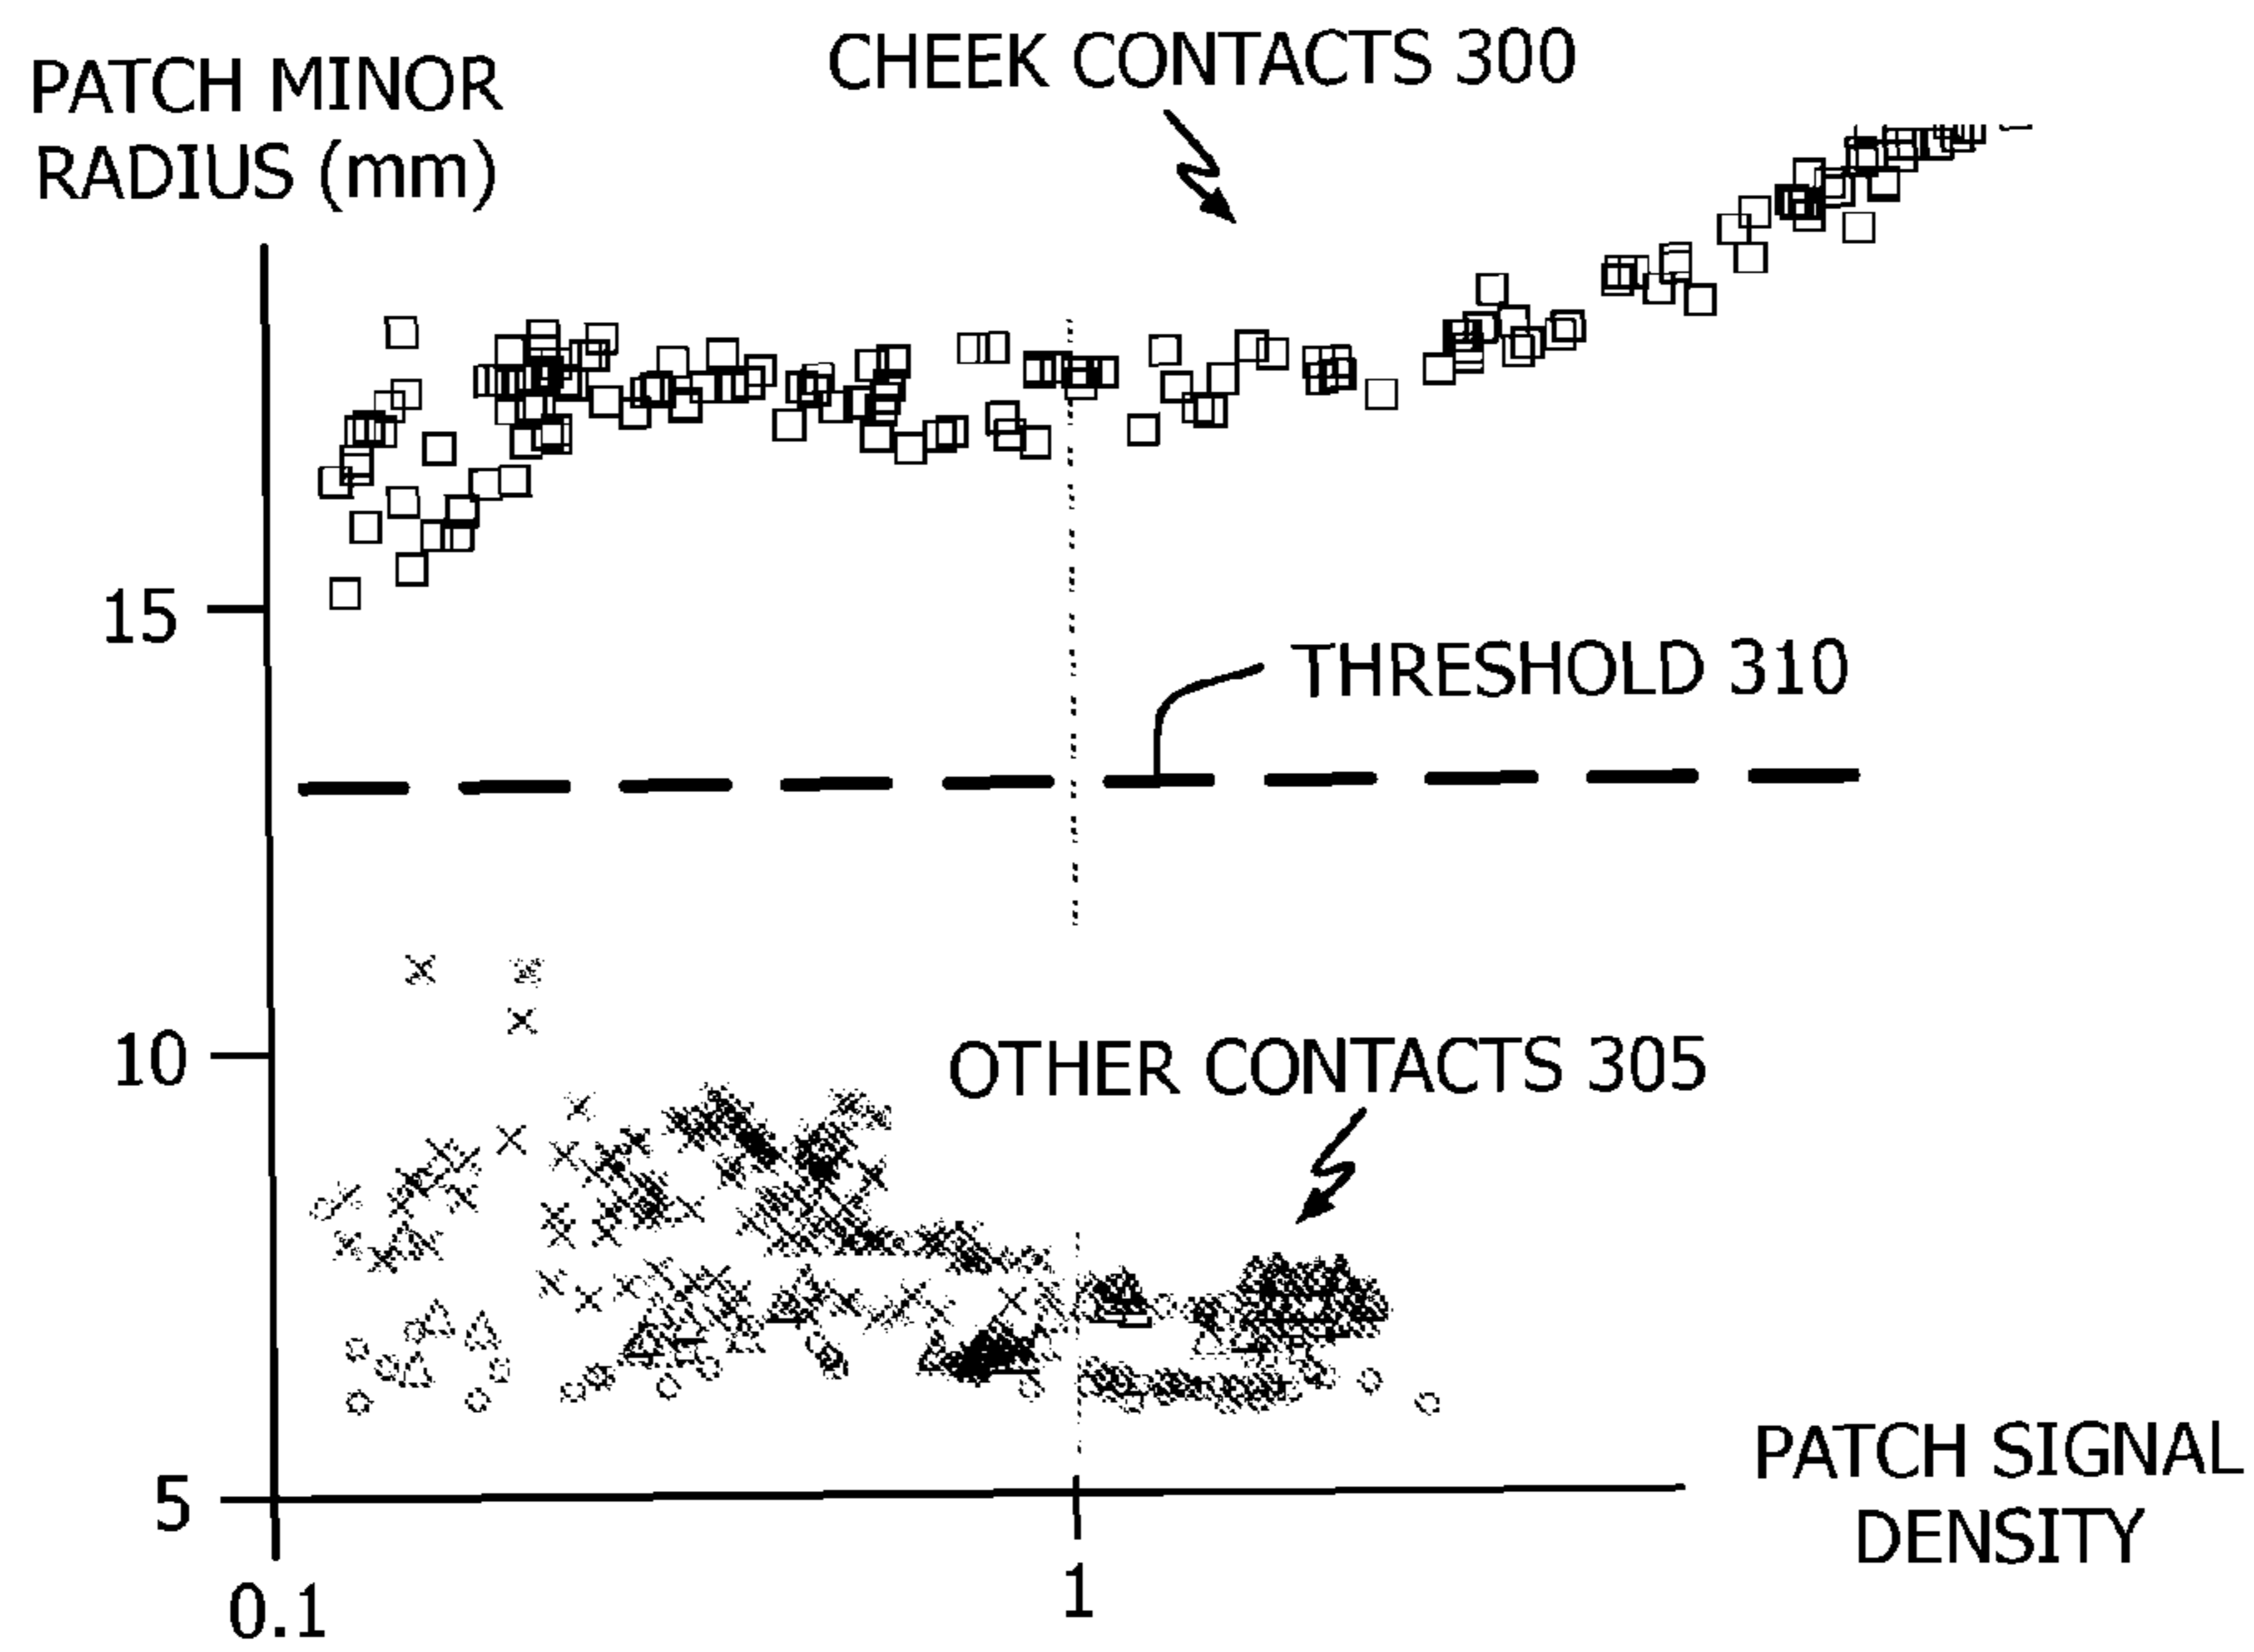 PATCH MINOR
RADIUS (mm)
CHEEK CONTACTS 300
15
THRESHOLD 310
10
OTHER CONTACTS 305
5
PATCH SIGNAL
DENSITY
0.1
1